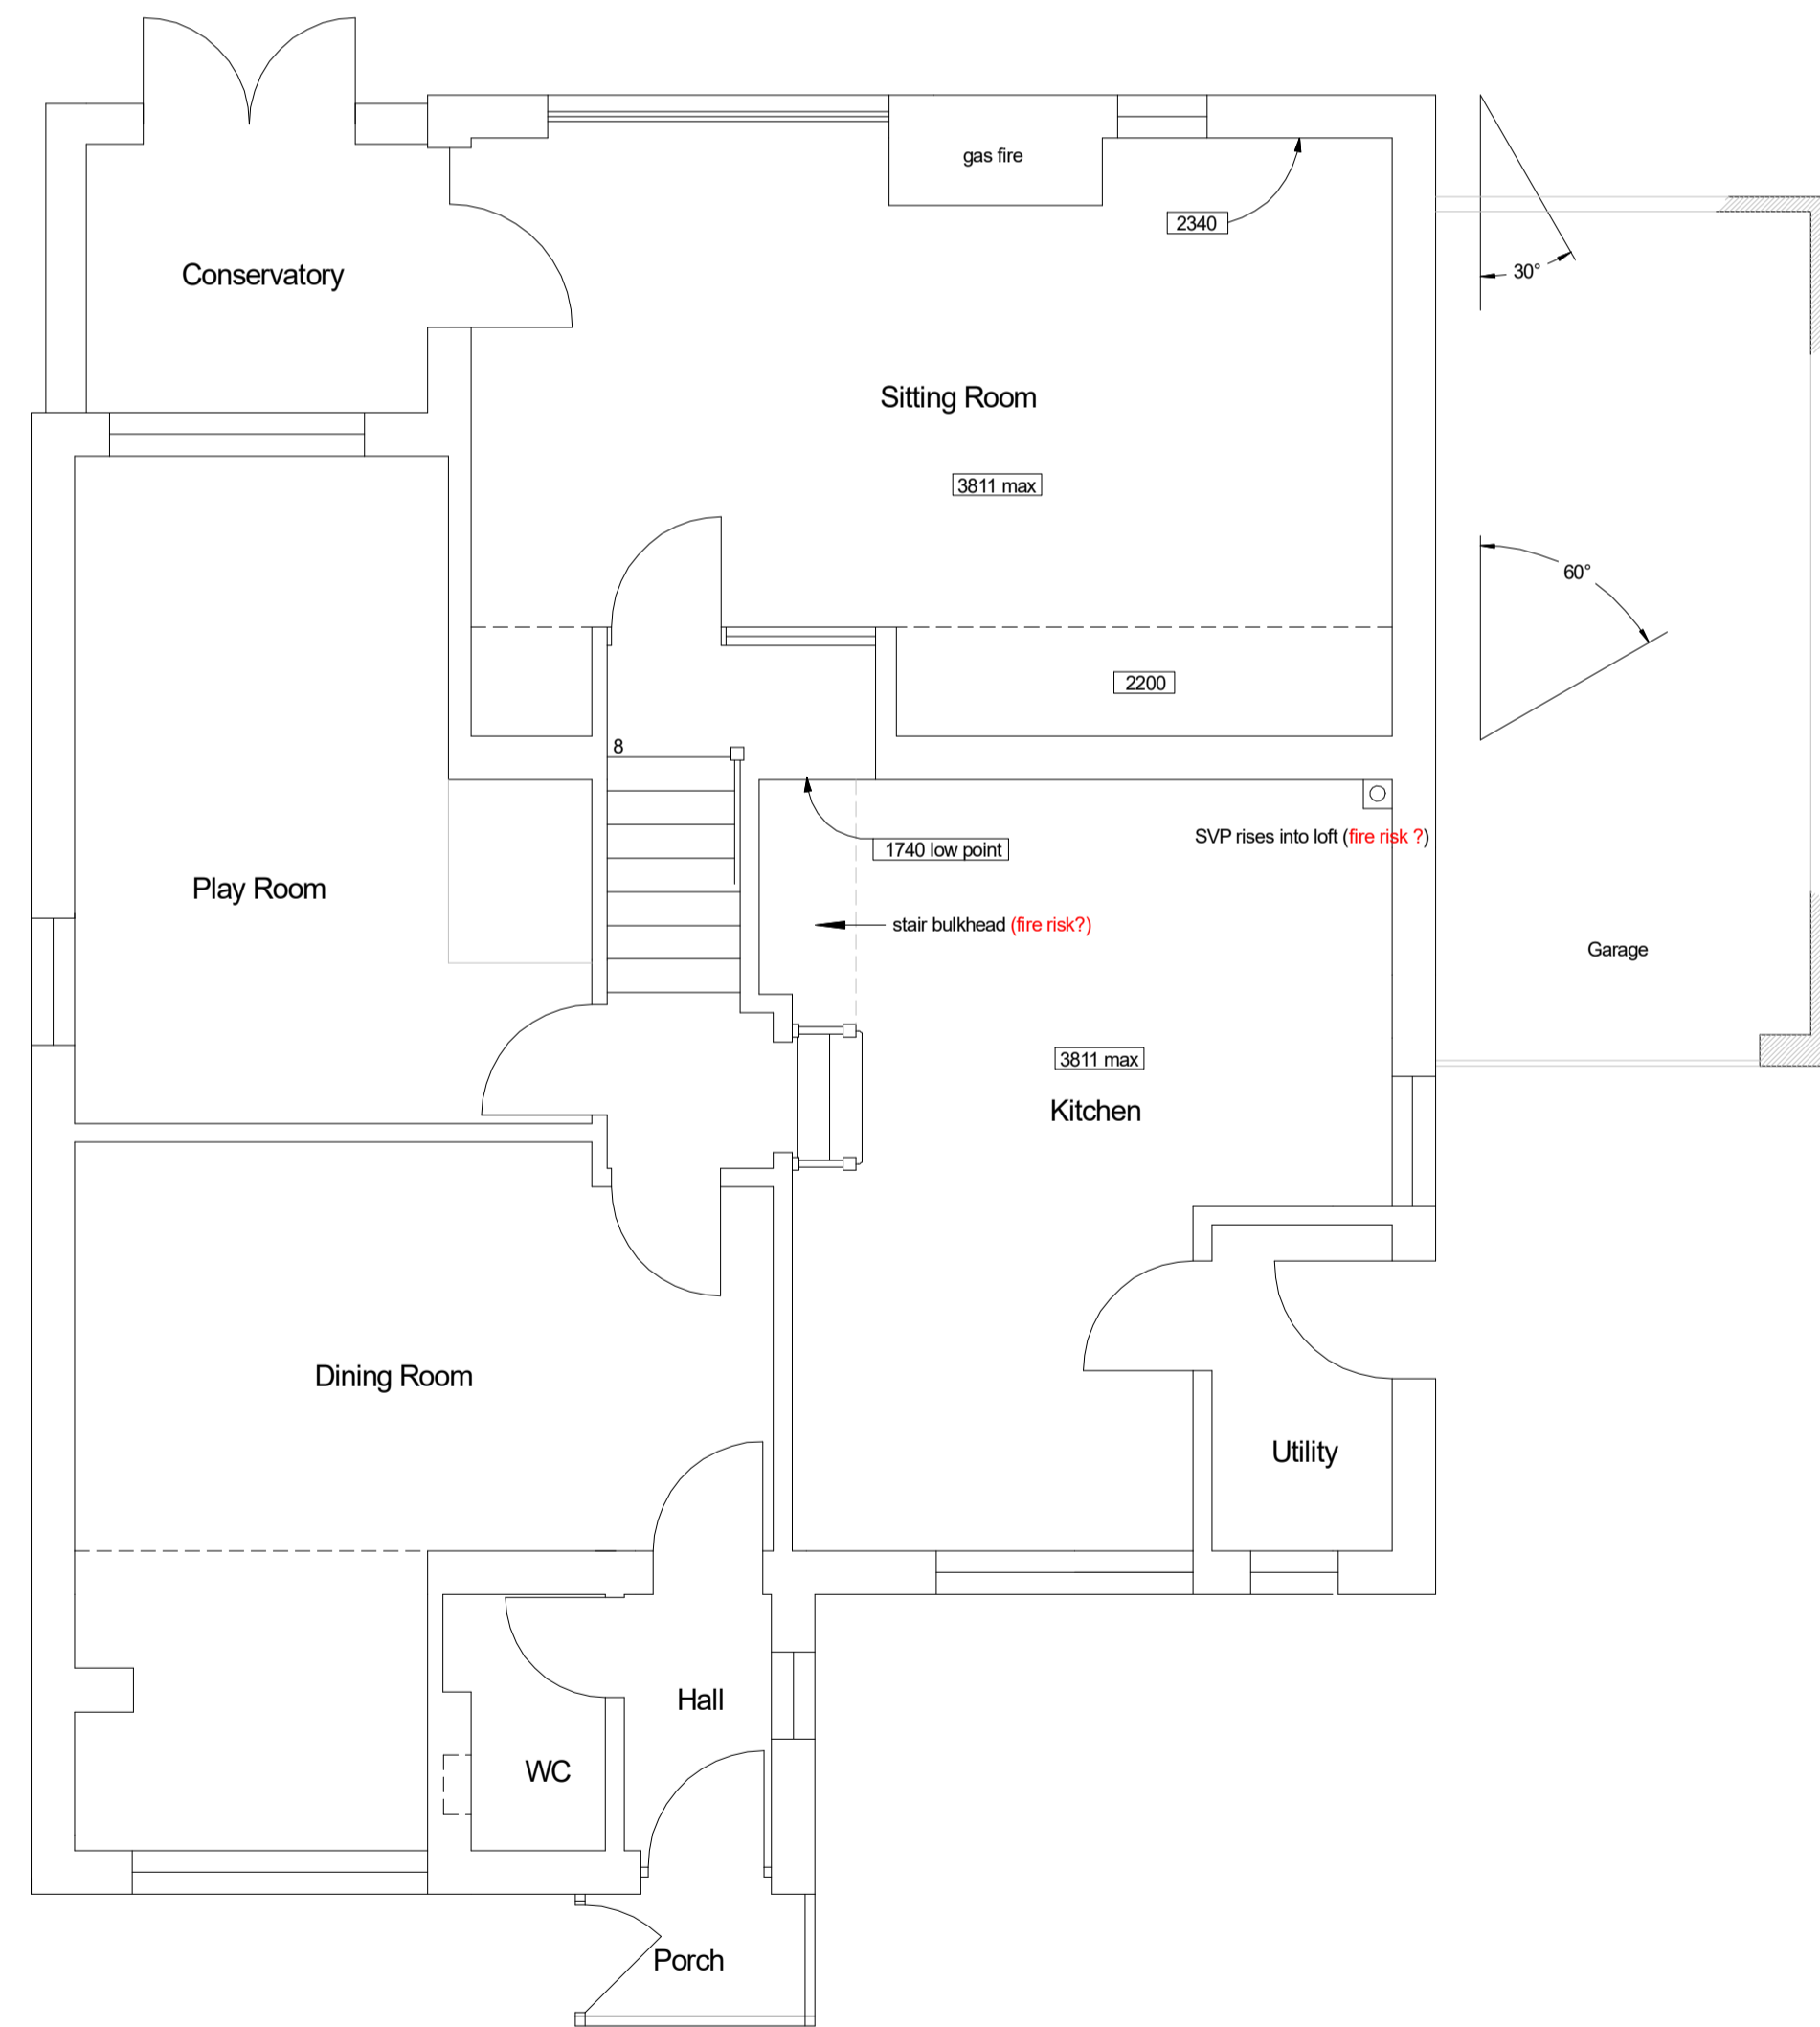 gas fire
2340
30°
Conservatory
Sitting Room
3811 max
60°
2200
8
1740 low point
SVP rises into loft (fire risk ?)
Play Room
stair bulkhead (fire risk?)
Garage
3811 max
Kitchen
Dining Room
Utility
Hall
WC
Porch